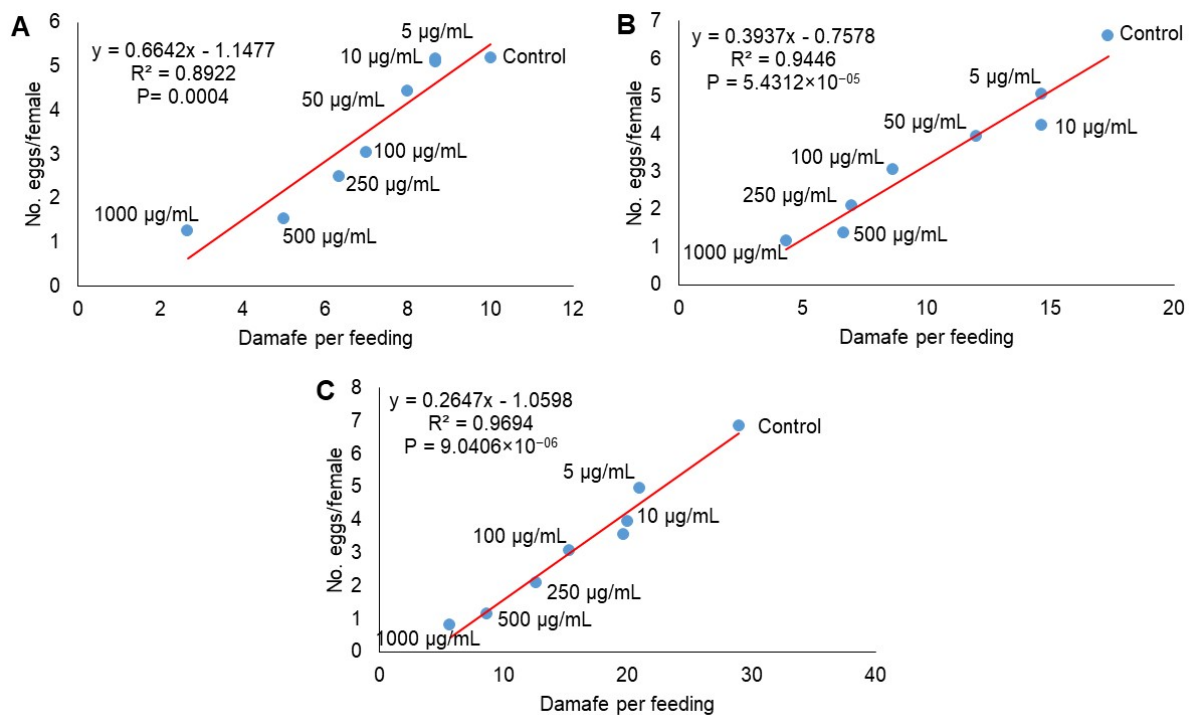 A
y = 0.6642x - 1.1477
R² = 0.8922
P= 0.0004
No. eggs/female
6
5
4
3
2
1
0
5 µg/mL
10 µg/mL
Control
50 µg/mL
100 µg/mL
250 µg/mL
1000 µg/mL
500 µg/mL
0 2 4 6 8 10 12
Damafe per feeding
B
y = 0.3937x - 0.7578
R² = 0.9446
P = 5.4312×10⁻⁰⁵
No. eggs/female
7
6
5
4
3
2
1
0
Control
5 µg/mL
50 µg/mL
10 µg/mL
100 µg/mL
250 µg/mL
500 µg/mL
1000 µg/mL
0 5 10 15 20
Damafe per feeding
C
y = 0.2647x - 1.0598
R² = 0.9694
P = 9.0406×10⁻⁰⁶
No. eggs/female
8
7
6
5
4
3
2
1
0
Control
5 µg/mL
10 µg/mL
100 µg/mL
250 µg/mL
500 µg/mL
1000 µg/mL
0 10 20 30 40
Damafe per feeding